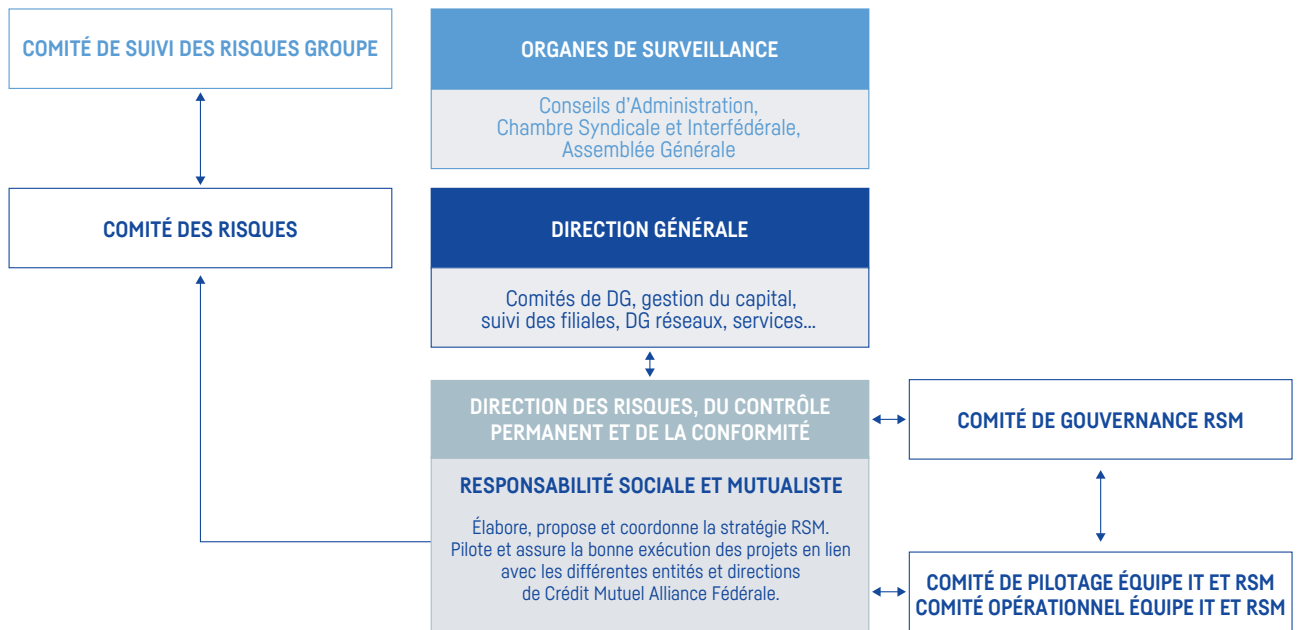 COMITÉ DE SUIVI DES RISQUES GROUPE
ORGANES DE SURVEILLANCE
Conseils d'Administration,
Chambre Syndicale et Interfédérale,
Assemblée Générale
COMITÉ DES RISQUES
DIRECTION GÉNÉRALE
Comités de DG, gestion du capital,
suivi des filiales, DG réseaux, services...
DIRECTION DES RISQUES, DU CONTRÔLE
PERMANENT ET DE LA CONFORMITÉ
COMITÉ DE GOUVERNANCE RSM
RESPONSABILITÉ SOCIALE ET MUTUALISTE
Élabore, propose et coordonne la stratégie RSM.
Pilote et assure la bonne exécution des projets en lien
avec les différentes entités et directions
de Crédit Mutuel Alliance Fédérale.
COMITÉ DE PILOTAGE ÉQUIPE IT ET RSM
COMITÉ OPÉRATIONNEL ÉQUIPE IT ET RSM